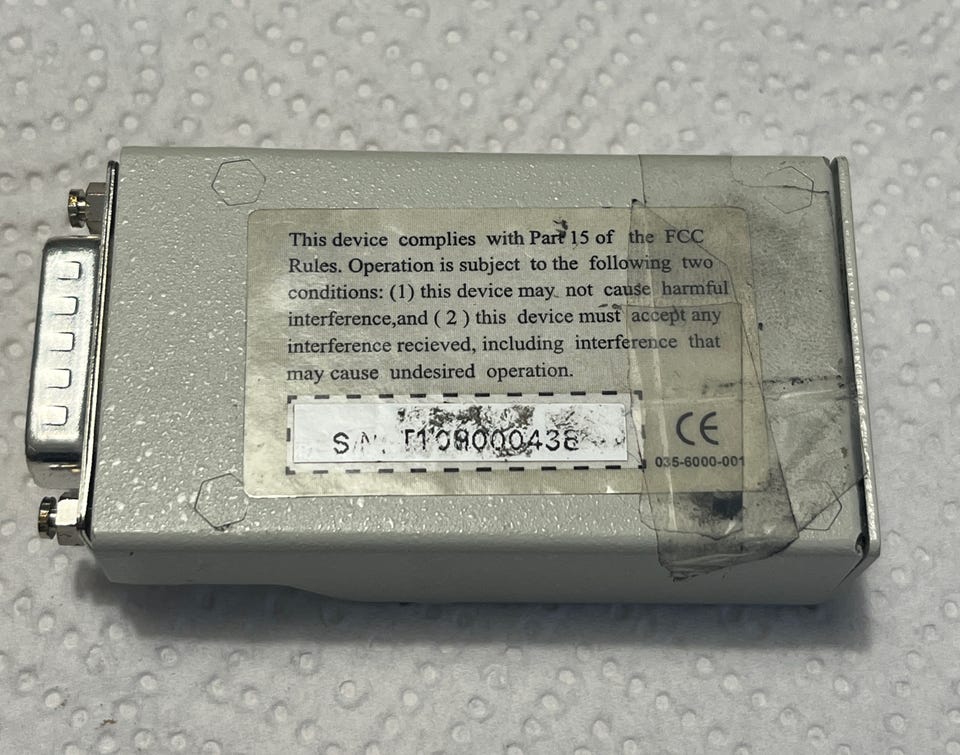 This device complies with Part 15 of the FCC
Rules. Operation is subject to the following two
conditions: (1) this device may not cause harmful
interference,and ( 2 ) this device must accept any
interference recieved, including interference that
may cause undesired operation.
S/N
CE
035-6000-001